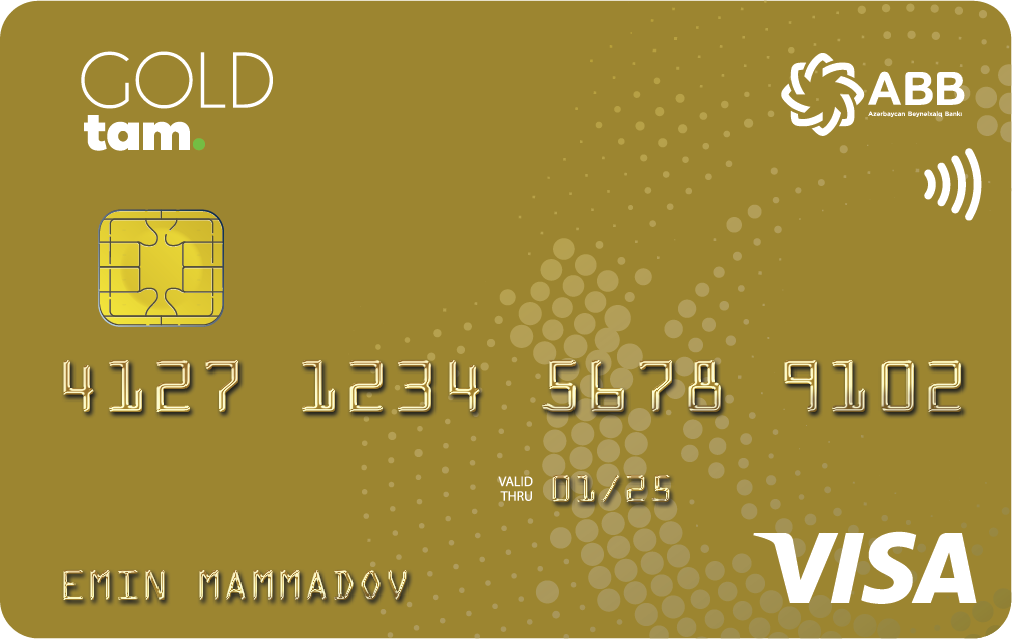 GOLD
tam.
ABB
Azərbaycan Beynəlxalq Bankı
4127 1234 5678 9102
VALID
THRU
01/25
VISA
EMIN MAMMADOV